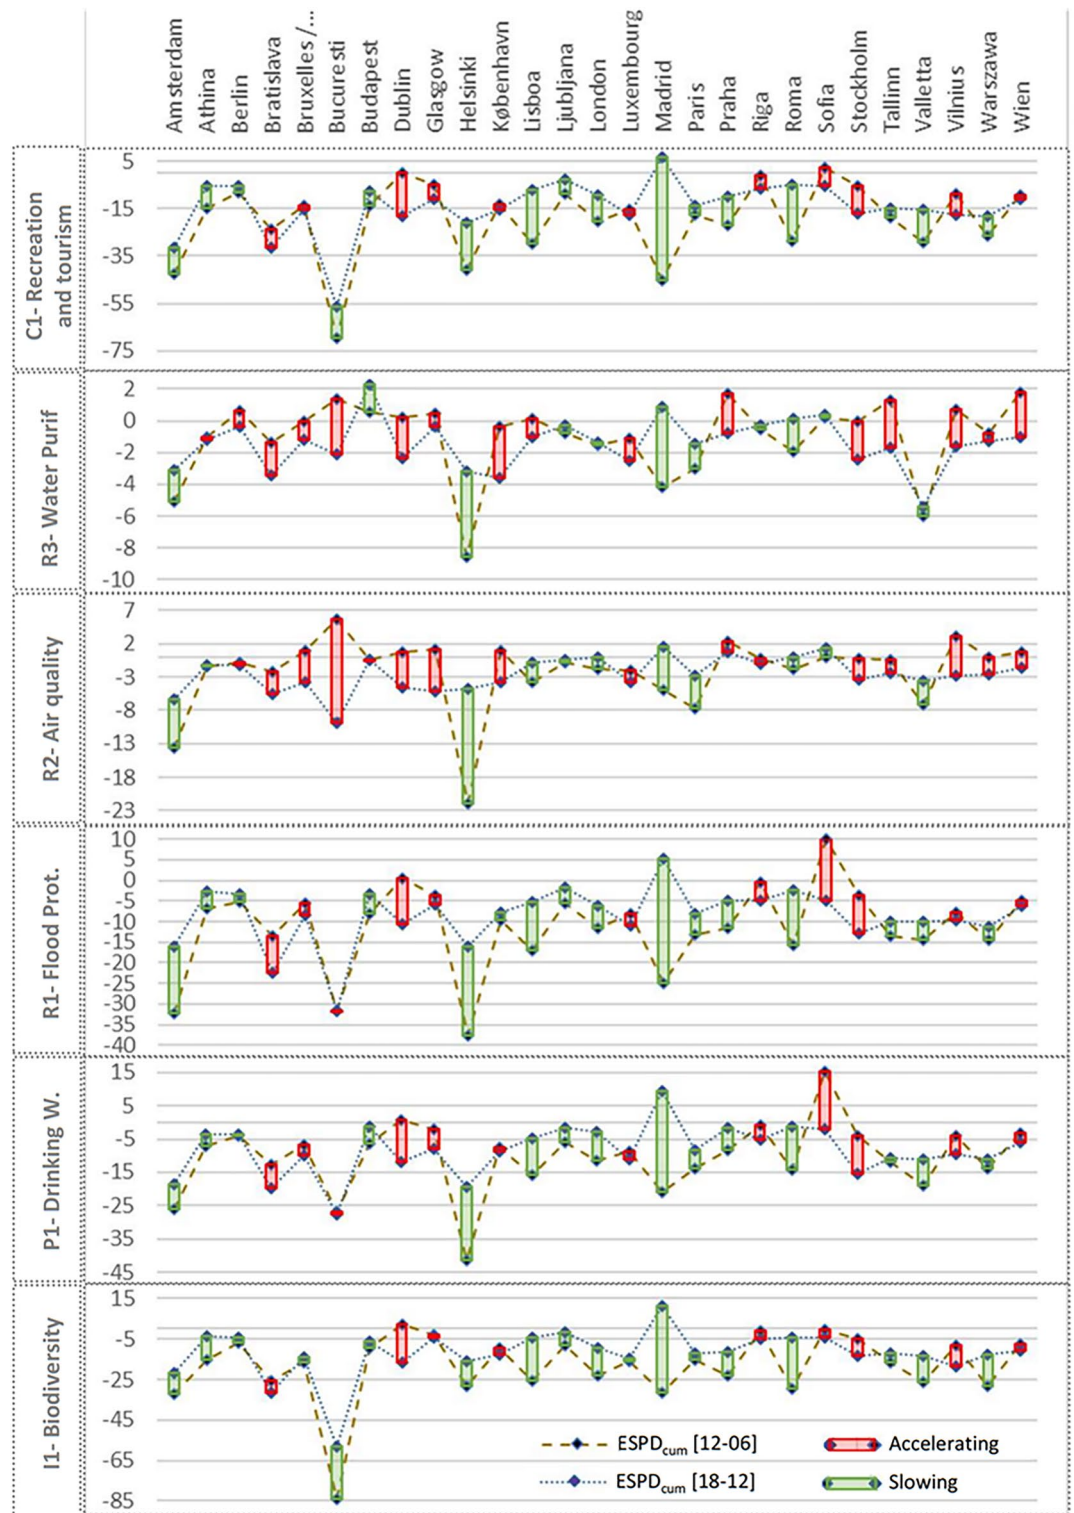 Amsterdam
Athina
Berlin
Bratislava
Bruxelles /...
Bucuresti
Budapest
Dublin
Glasgow
Helsinki
København
Lisboa
Ljubljana
London
Luxembourg
Madrid
Paris
Praha
Riga
Roma
Sofia
Stockholm
Tallinn
Valletta
Vilnius
Warszawa
Wien
C1- Recreation
and tourism
5
-15
-35
-55
-75
R3- Water Purif
2
0
-2
-4
-6
-8
-10
R2- Air quality
7
2
-3
-8
-13
-18
-23
R1- Flood Prot.
10
5
0
-5
-10
-15
-20
-25
-30
-35
-40
P1- Drinking W.
15
5
-5
-15
-25
-35
-45
I1- Biodiversity
15
-5
-25
-45
-65
-85
ESPDcum [12-06]
Accelerating
ESPDcum [18-12]
Slowing